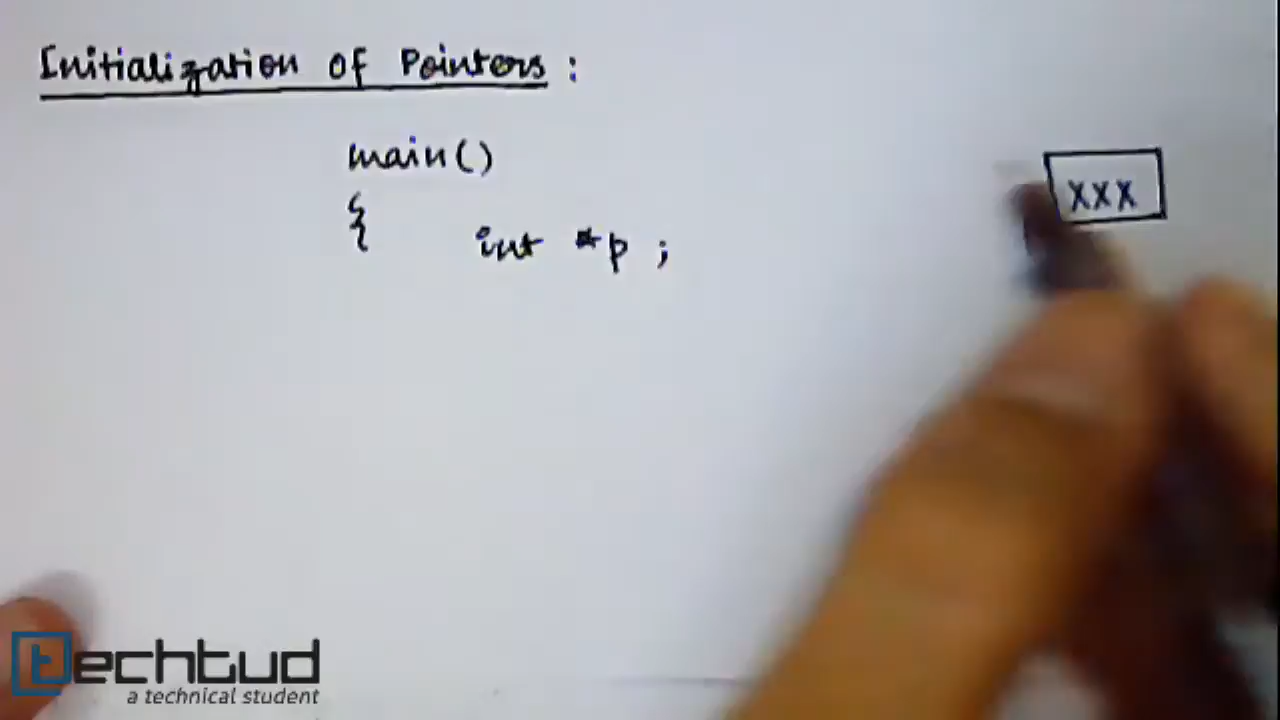 Initialization of Pointers :
main()
{
int *p ;
xxx
techtud
a technical student